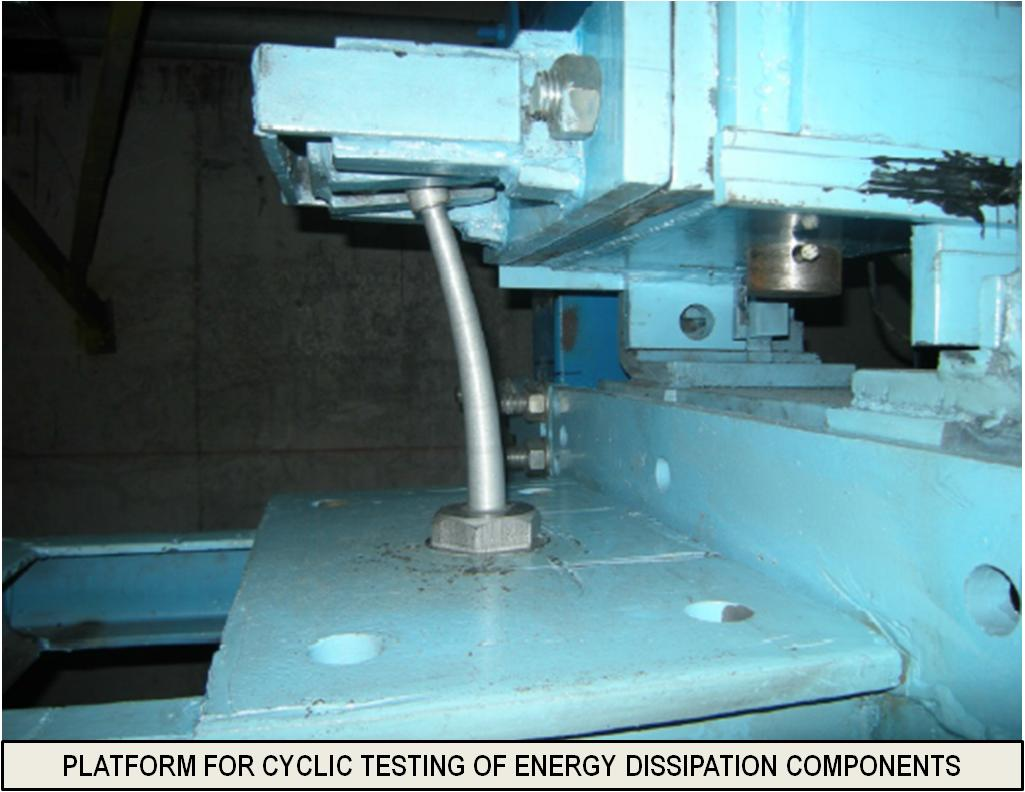 PLATFORM FOR CYCLIC TESTING OF ENERGY DISSIPATION COMPONENTS